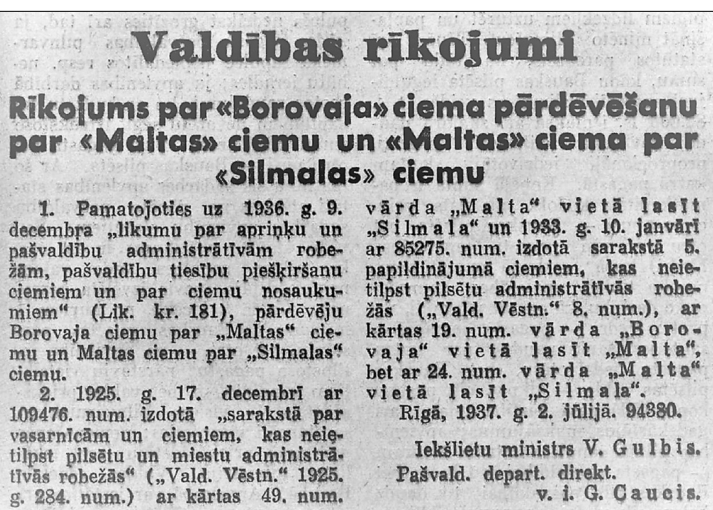 Valdības rīkojumi
Rīkojums par «Borovaja» ciema pārdēvēšanu
par «Maltas» ciemu un «Maltas» ciema par
«Silmalas» ciemu
1. Pamatojoties uz 1936. g. 9.
decembra „likumu par apriņķu un
pašvaldību administrātīvām robe-
žām, pašvaldību tiesību piešķiršanu
ciemiem un par ciemu nosauku-
miem“ (Lik. kr. 181), pārdēvēju
Borovaja ciemu par „Maltas“ cie-
mu un Maltas ciemu par „Silmalas“
ciemu.
2. 1925. g. 17. decembrī ar
109476. num. izdotā „sarakstā par
vasarnīcām un ciemiem, kas neie-
tilpst pilsētu un miestu administrā-
tīvās robežās“ („Vald. Vēstn.“ 1925.
g. 284. num.) ar kārtas 49. num.
vārda „Malta“ vietā lasīt
„Silmala“ un 1933. g. 10. janvārī
ar 85275. num. izdotā sarakstā 5.
papildinājumā ciemiem, kas neie-
tilpst pilsētu administrātīvās robe-
žās („Vald. Vēstn.“ 8. num.), ar
kārtas 19. num. vārda „Boro-
vaja“ vietā lasīt „Malta“,
bet ar 24. num. vārda „Malta“
vietā lasīt „Silmala“.
Rīgā, 1937. g. 2. jūlijā. 94380.
Iekšlietu ministrs V. Gulbis.
Pašvald. depart. direkt.
v. i. G. Caucis.